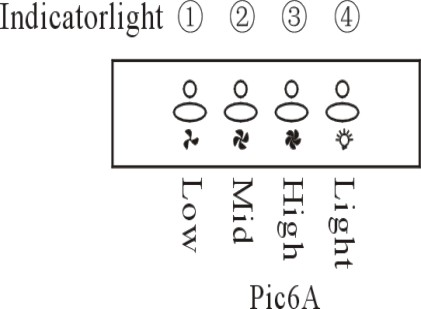 Indicatorlight ① ② ③ ④
Low
Mid
High
Light
Pic6A